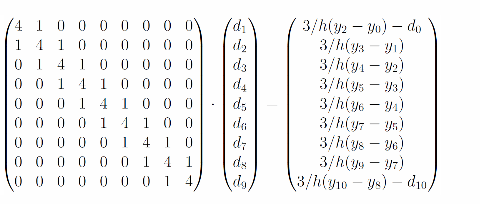 4 1 0 0 0 0 0 0 0 d₁ 3/h(y₂ − y₀) − d₀
1 4 1 0 0 0 0 0 0 d₂ 3/h(y₃ − y₁)
0 1 4 1 0 0 0 0 0 d₃ 3/h(y₄ − y₂)
0 0 1 4 1 0 0 0 0 d₄ 3/h(y₅ − y₃)
0 0 0 1 4 1 0 0 0 · d₅ = 3/h(y₆ − y₄)
0 0 0 0 1 4 1 0 0 d₆ 3/h(y₇ − y₅)
0 0 0 0 0 1 4 1 0 d₇ 3/h(y₈ − y₆)
0 0 0 0 0 0 1 4 1 d₈ 3/h(y₉ − y₇)
0 0 0 0 0 0 0 1 4 d₉ 3/h(y₁₀ − y₈) − d₁₀